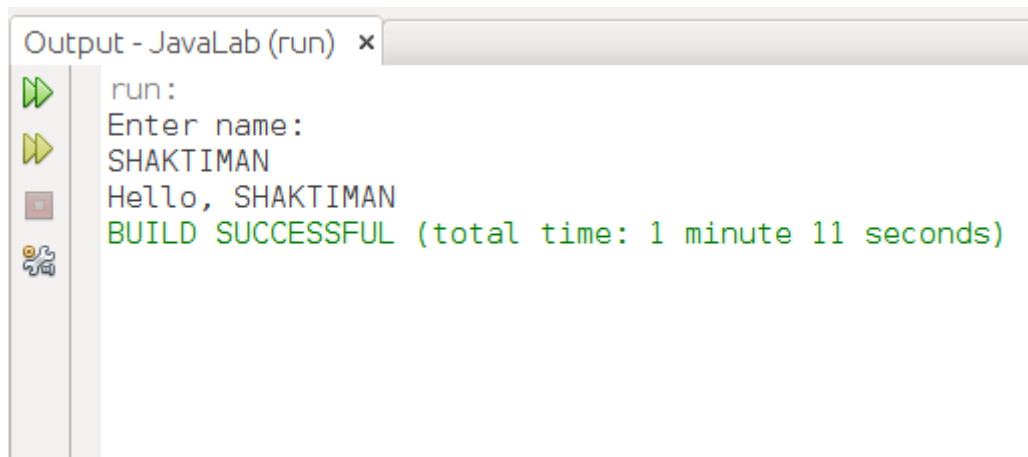 Output - JavaLab (run)
run:
Enter name:
SHAKTIMAN
Hello, SHAKTIMAN
BUILD SUCCESSFUL (total time: 1 minute 11 seconds)